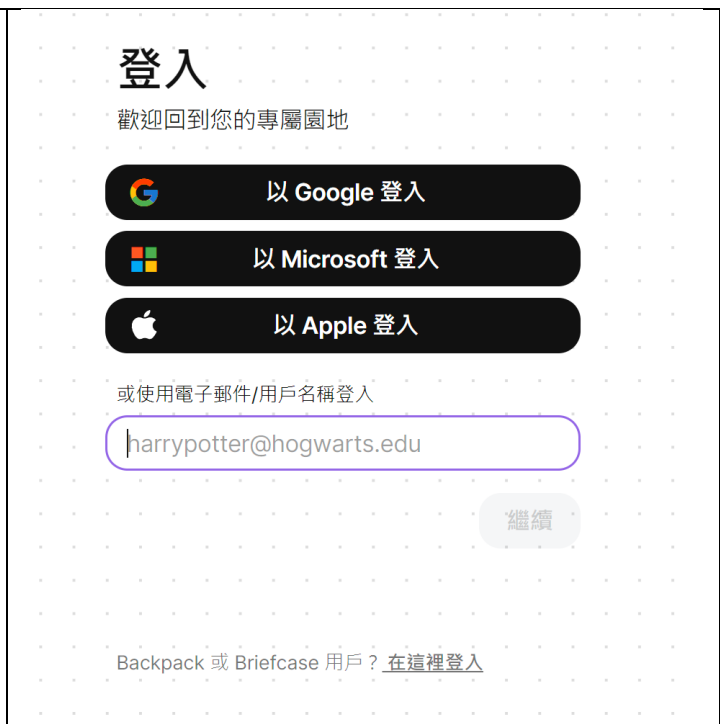 登入
歡迎回到您的專屬園地
以 Google 登入
以 Microsoft 登入
以 Apple 登入
或使用電子郵件/用戶名稱登入
harrypotter@hogwarts.edu
繼續
Backpack 或 Briefcase 用戶？在這裡登入